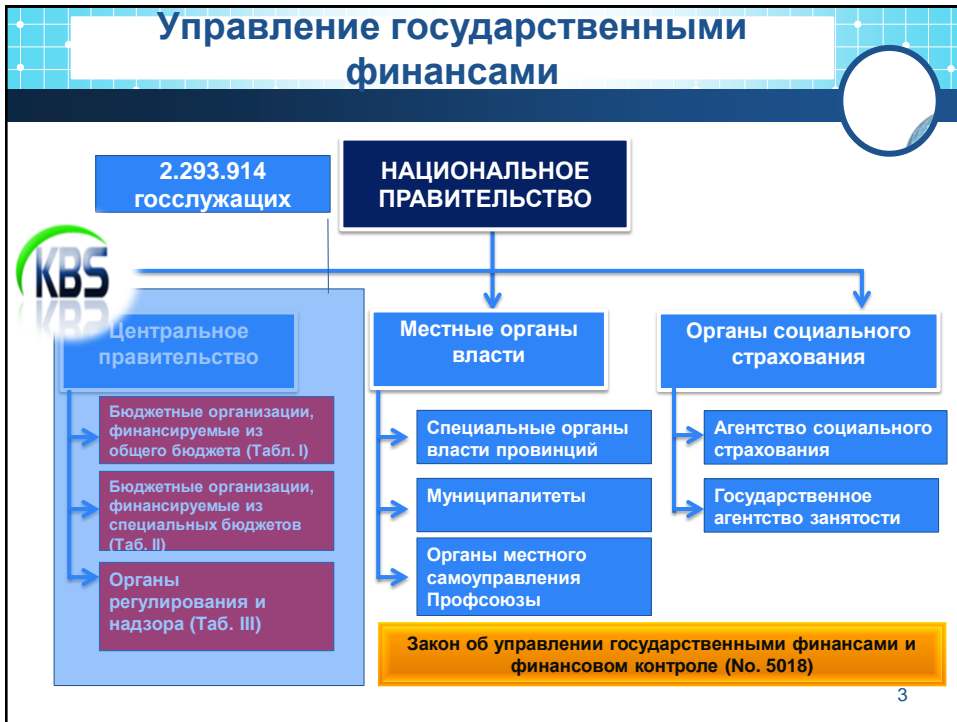 Управление государственными
финансами
2.293.914
госслужащих
НАЦИОНАЛЬНОЕ
ПРАВИТЕЛЬСТВО
KBS
Центральное
правительство
Местные органы
власти
Органы социального
страхования
Бюджетные организации,
финансируемые из
общего бюджета (Табл. I)
Бюджетные организации,
финансируемые из
специальных бюджетов
(Таб. II)
Органы
регулирования и
надзора (Таб. III)
Специальные органы
власти провинций
Муниципалитеты
Органы местного
самоуправления
Профсоюзы
Агентство социального
страхования
Государственное
агентство занятости
Закон об управлении государственными финансами и
финансовом контроле (No. 5018)
3